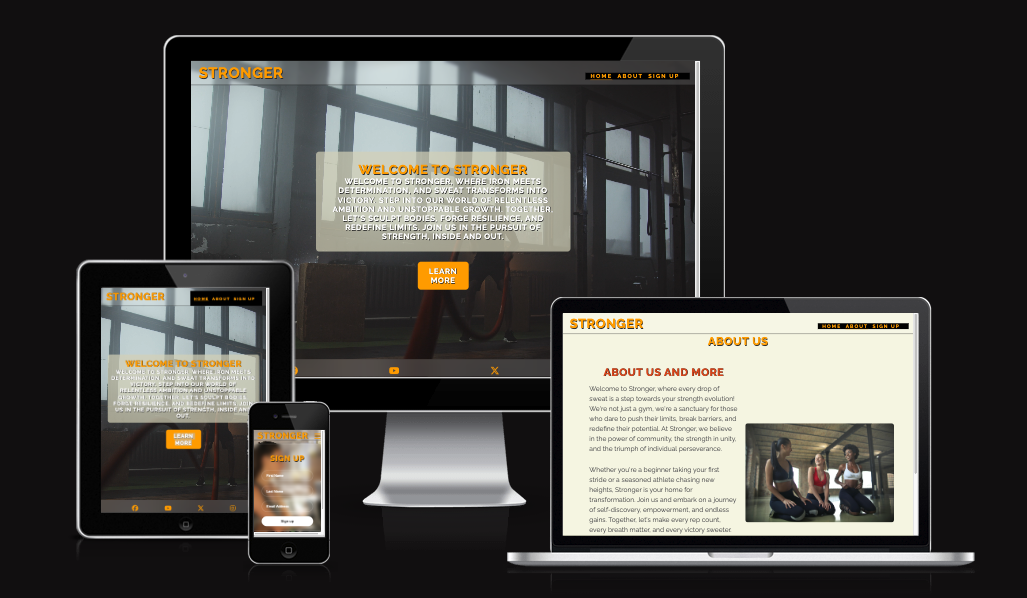 STRONGER
HOME ABOUT SIGN UP
WELCOME TO STRONGER
WELCOME TO STRONGER, WHERE IRON MEETS
DETERMINATION, AND SWEAT TRANSFORMS INTO
VICTORY. STEP INTO OUR WORLD OF RELENTLESS
AMBITION AND UNSTOPPABLE GROWTH. TOGETHER,
LET'S SCULPT BODIES, FORGE RESILIENCE, AND
REDEFINE LIMITS. JOIN US IN THE PURSUIT OF
STRENGTH, INSIDE AND OUT.
LEARN
MORE
STRONGER
HOME ABOUT SIGN UP
WELCOME TO STRONGER
WELCOME TO STRONGER, WHERE IRON MEETS
DETERMINATION, AND SWEAT TRANSFORMS INTO
VICTORY. STEP INTO OUR WORLD OF
RELENTLESS AMBITION AND UNSTOPPABLE
GROWTH. TOGETHER, LET'S SCULPT BODIES,
FORGE RESILIENCE, AND REDEFINE LIMITS. JOIN
US IN THE PURSUIT OF STRENGTH, INSIDE AND
OUT.
LEARN
MORE
STRONGER
SIGN UP
First Name
Last Name
Email Address
Sign up
STRONGER
HOME ABOUT SIGN UP
ABOUT US
ABOUT US AND MORE
Welcome to Stronger, where every drop of
sweat is a step towards your strength evolution!
We're not just a gym, we're a sanctuary for those
who dare to push their limits, break barriers, and
redefine their potential. At Stronger, we believe
in the power of community, the strength in unity,
and the triumph of individual perseverance.
Whether you're a beginner taking your first
stride or a seasoned athlete chasing new
heights, Stronger is your home for
transformation. Join us and embark on a journey
of self-discovery, empowerment, and endless
gains. Together, let's make every rep count,
every breath matter, and every victory sweeter.